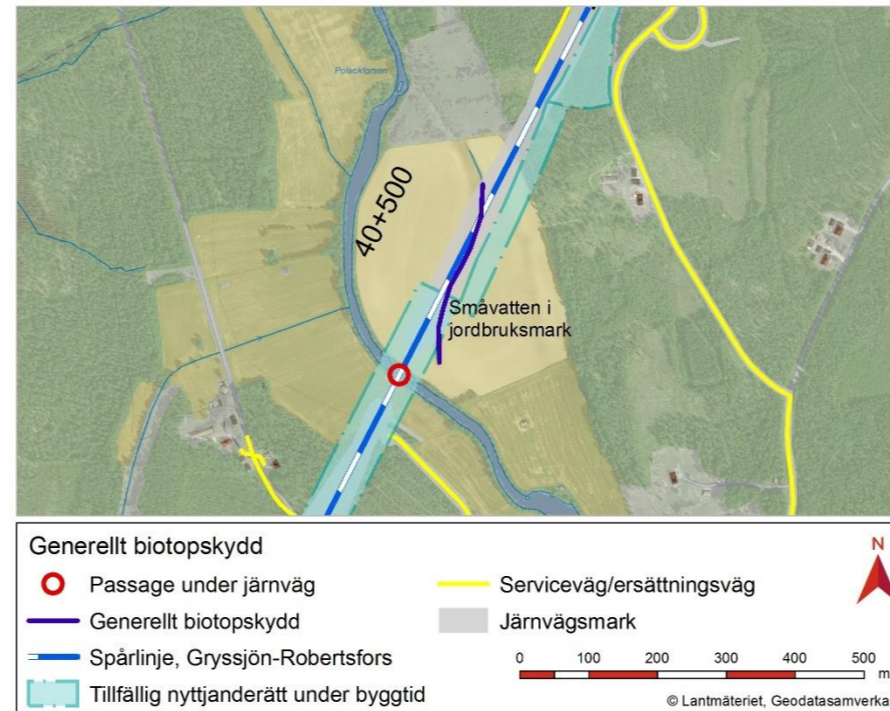 Polackforsen
40+500
Småvatten i
jordbruksmark
Generellt biotopskydd
Passage under järnväg
Generellt biotopskydd
Spårlinje, Gryssjön-Robertsfors
Tillfällig nyttjanderätt under byggtid
Serviceväg/ersättningsväg
Järnvägsmark
N
0 100 200 300 400 500
m
© Lantmäteriet, Geodatasamverka